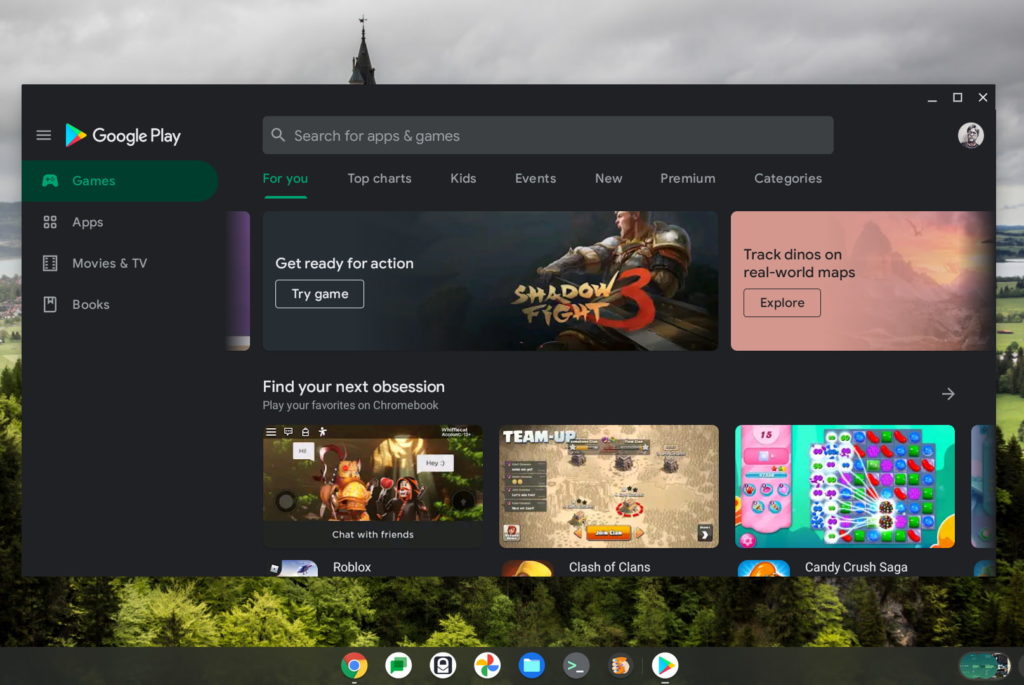 Google Play
Search for apps & games
Games
Apps
Movies & TV
Books
For you
Top charts
Kids
Events
New
Premium
Categories
Get ready for action
Try game
SHADOW
FIGHT 3
Track dinos on
real-world maps
Explore
Find your next obsession
Play your favorites on Chromebook
Hi!
Hey :)
Chat with friends
Roblox
TEAM-UP
Join Clan
Clash of Clans
15
Candy Crush Saga